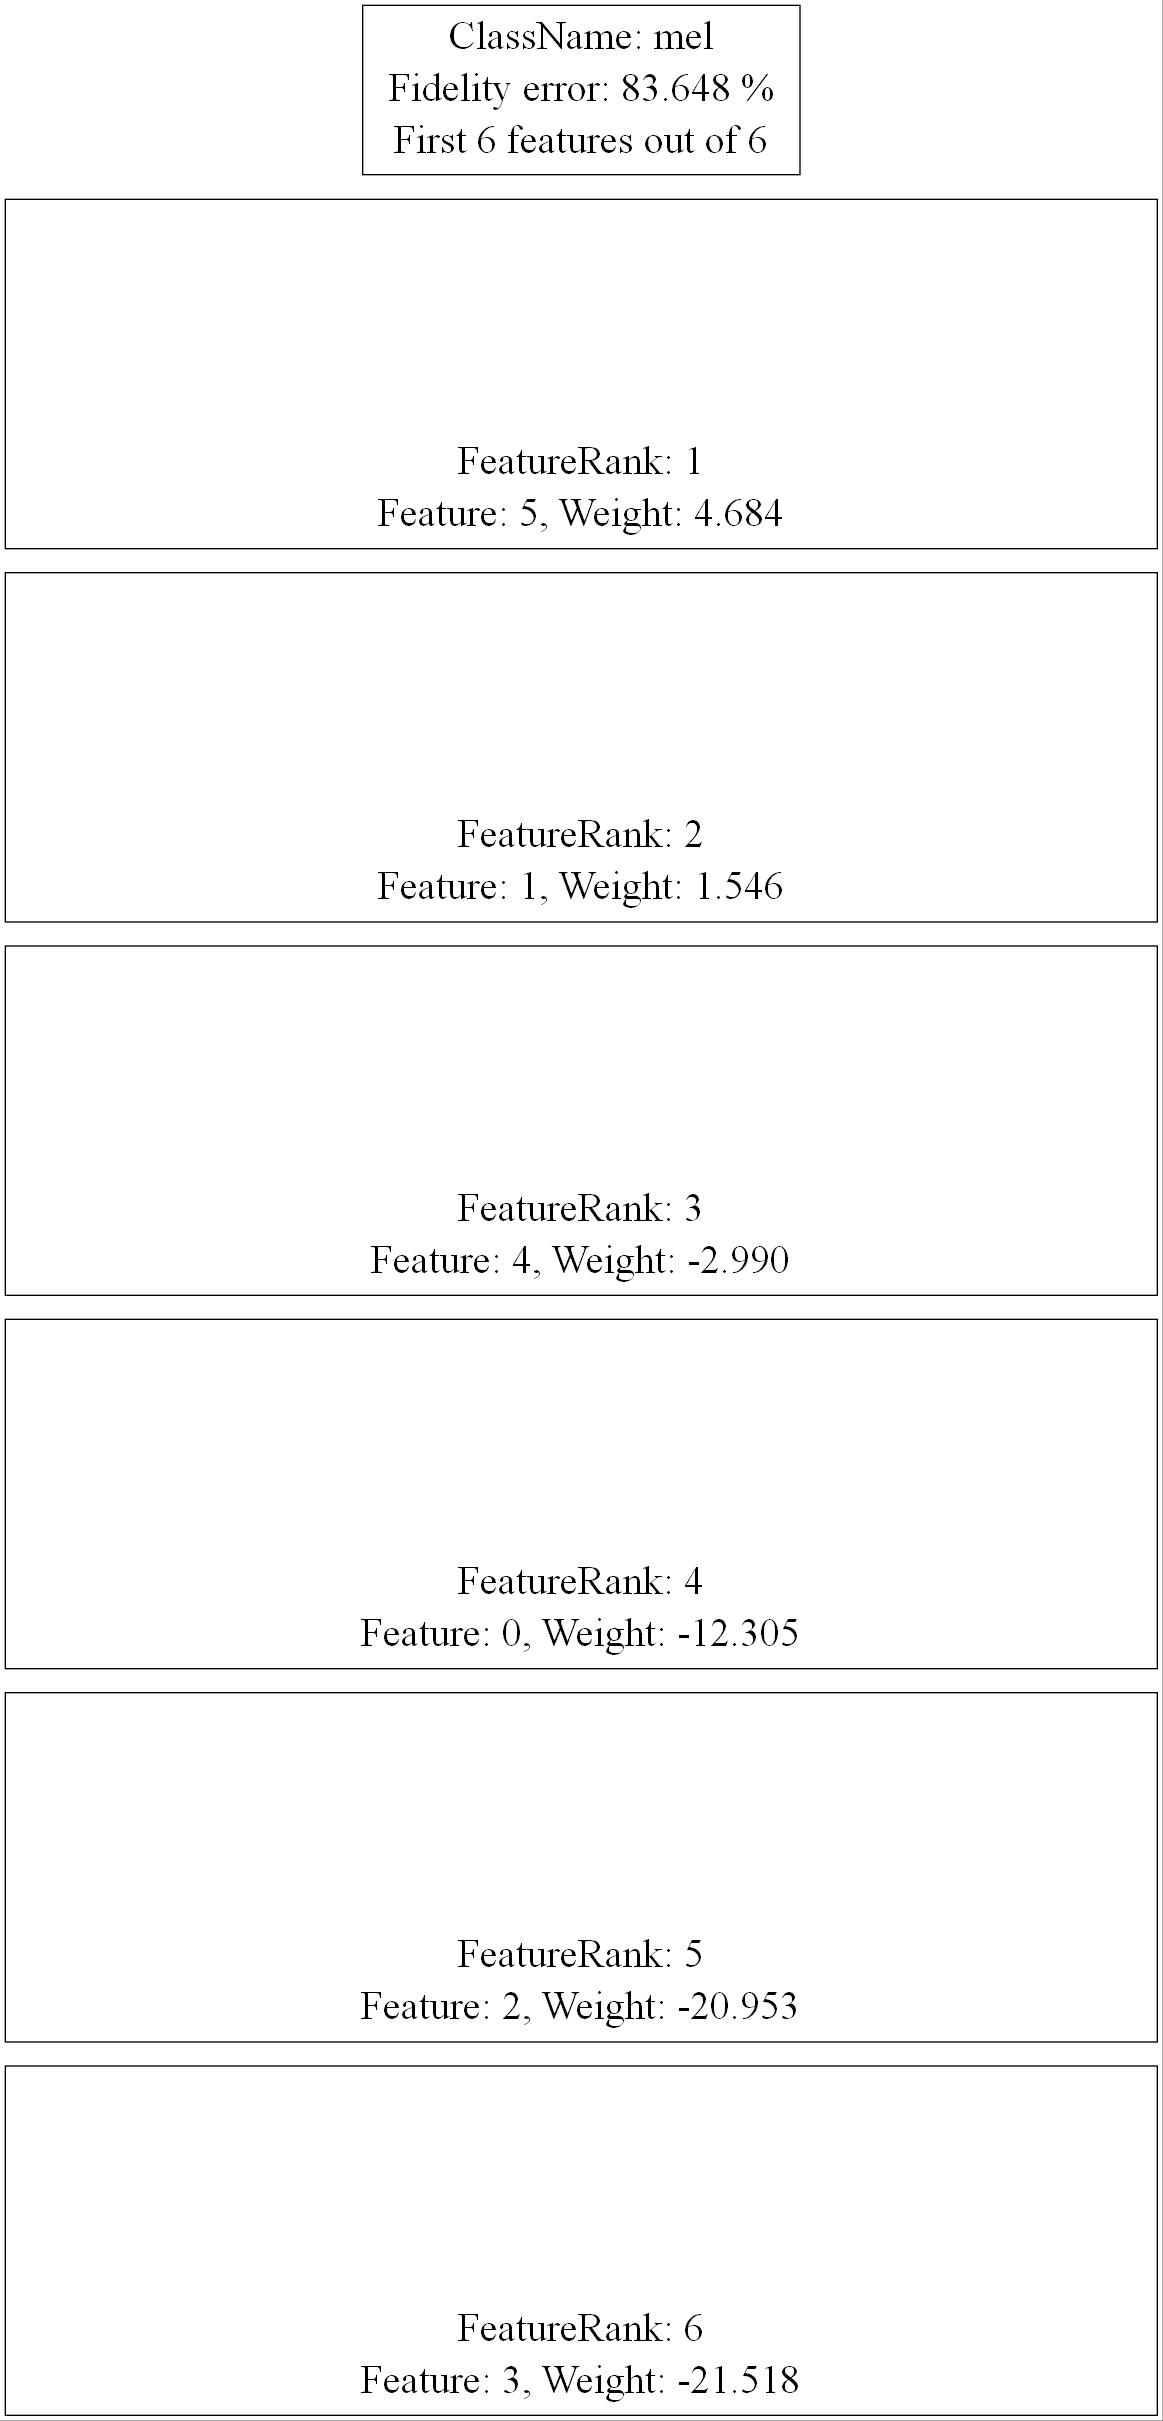 ClassName: mel
Fidelity error: 83.648 %
First 6 features out of 6
FeatureRank: 1
Feature: 5, Weight: 4.684
FeatureRank: 2
Feature: 1, Weight: 1.546
FeatureRank: 3
Feature: 4, Weight: -2.990
FeatureRank: 4
Feature: 0, Weight: -12.305
FeatureRank: 5
Feature: 2, Weight: -20.953
FeatureRank: 6
Feature: 3, Weight: -21.518